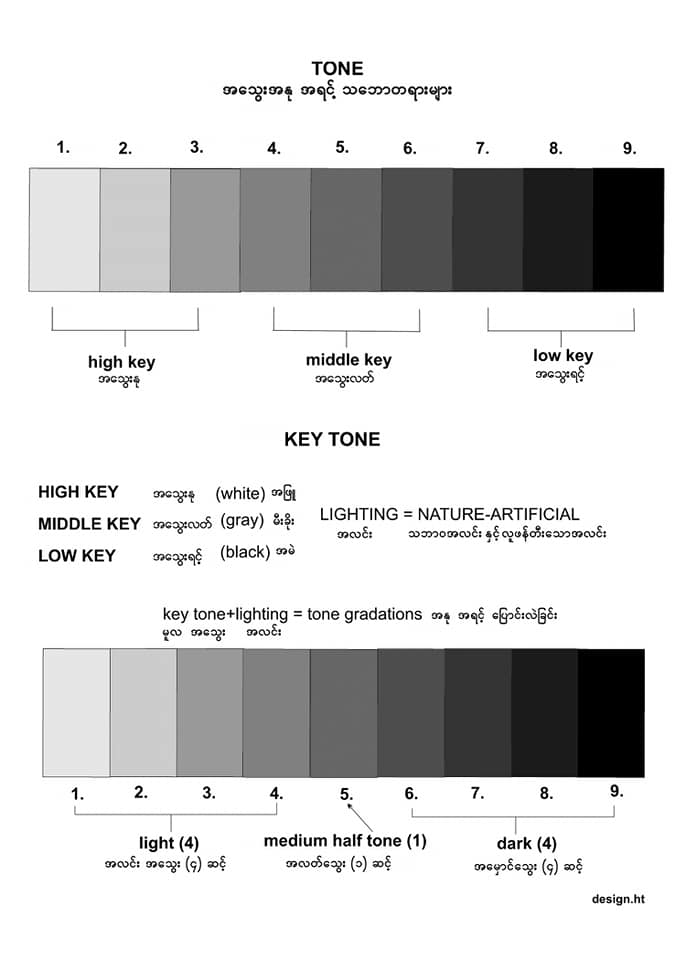 TONE
အသွေးအနု အရင့် သဘောတရားများ
1. 2. 3. 4. 5. 6. 7. 8. 9.
high key middle key low key
အသွေးနု အသွေးလတ် အသွေးရင့်
KEY TONE
HIGH KEY အသွေးနု (white) အဖြူ
MIDDLE KEY အသွေးလတ် (gray) မီးခိုး
LOW KEY အသွေးရင့် (black) အမဲ
LIGHTING = NATURE-ARTIFICIAL
အလင်း သဘာဝအလင်း နှင့်လူဖန်တီးသောအလင်း
key tone+lighting = tone gradations အနု အရင့် ပြောင်းလဲခြင်း
မူလ အသွေး အလင်း
1. 2. 3. 4. 5. 6. 7. 8. 9.
light (4) medium half tone (1) dark (4)
အလင်း အသွေး (၄) ဆင့် အလတ်သွေး (၁) ဆင့် အမှောင်သွေး (၄) ဆင့်
design.ht